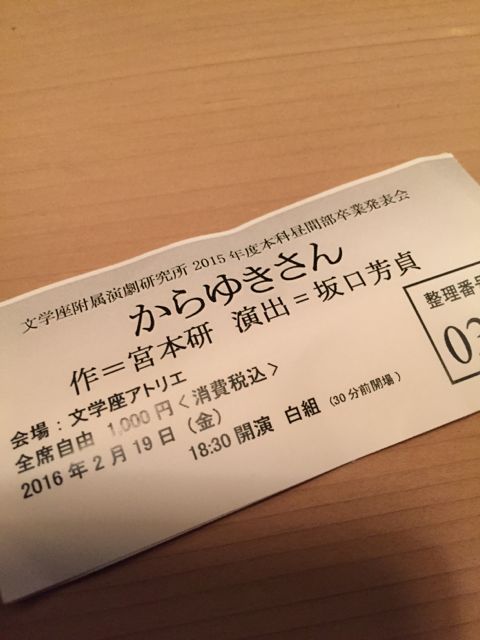 文学座附属演劇研究所 2015年度本科昼間部卒業発表会
からゆきさん
作＝宮本研 演出＝坂口芳貞
会場：文学座アトリエ
全席自由 1,000円＜消費税込＞
2016年2月19日（金）
18:30開演 白組（30分前開場）
整理番号